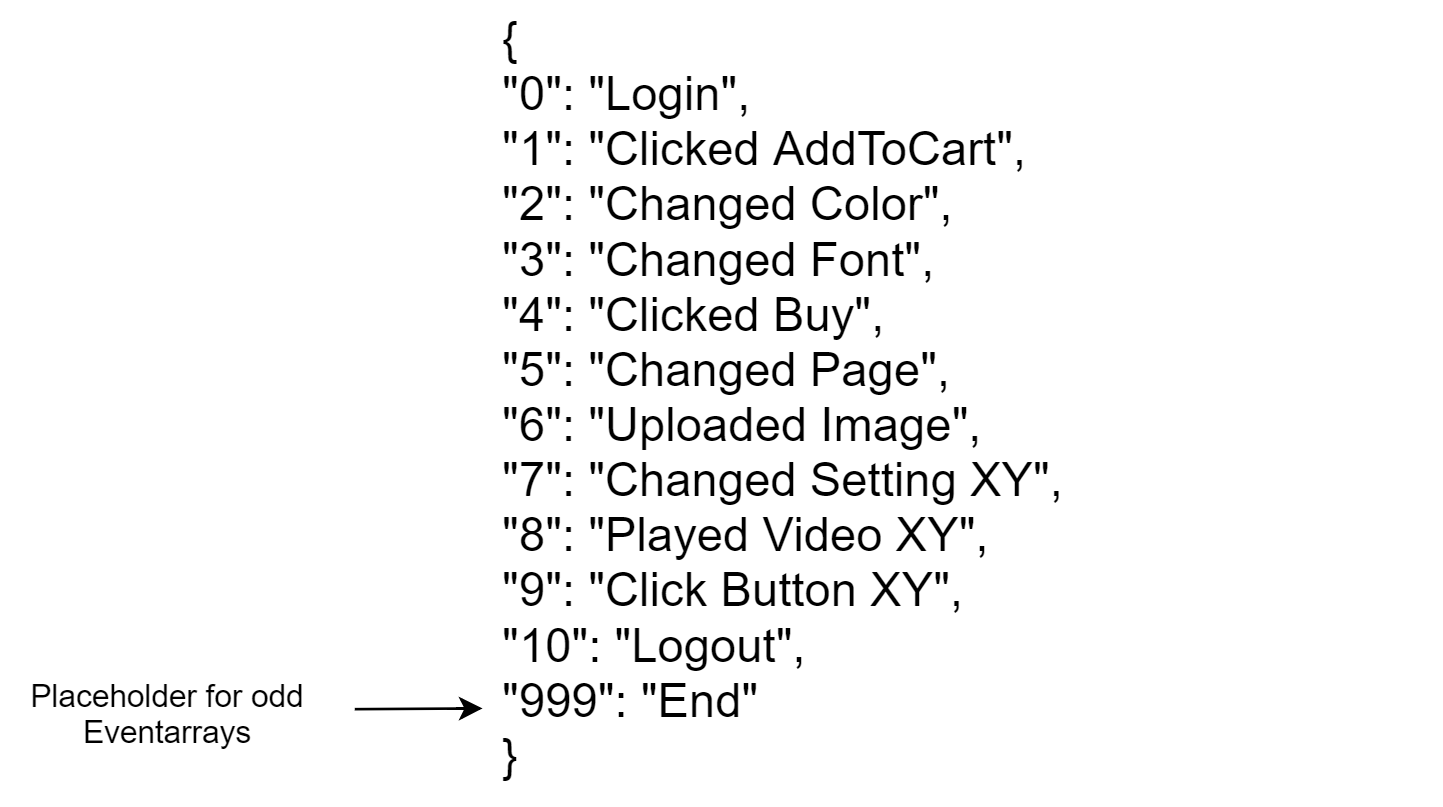 {
"0": "Login",
"1": "Clicked AddToCart",
"2": "Changed Color",
"3": "Changed Font",
"4": "Clicked Buy",
"5": "Changed Page",
"6": "Uploaded Image",
"7": "Changed Setting XY",
"8": "Played Video XY",
"9": "Click Button XY",
"10": "Logout",
"999": "End"
}
Placeholder for odd
Eventarrays